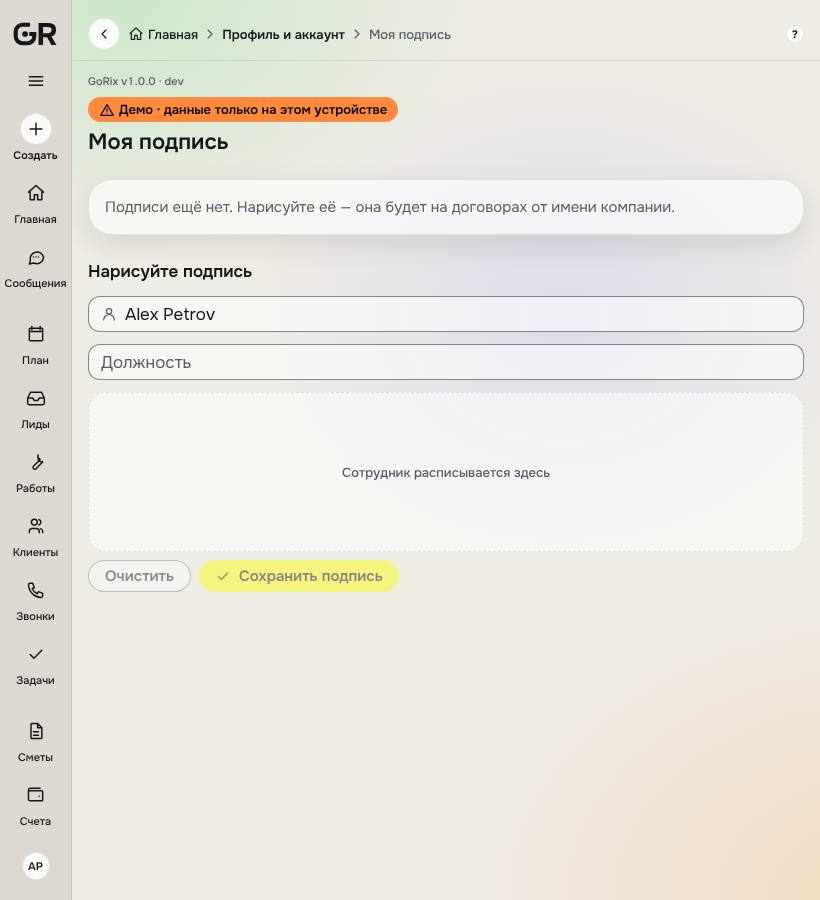 GR
Главная
Профиль и аккаунт
Моя подпись
?
GoRix v1.0.0 · dev
Демо · данные только на этом устройстве
Моя подпись
Подписи ещё нет. Нарисуйте её — она будет на договорах от имени компании.
Нарисуйте подпись
Alex Petrov
Должность
Сотрудник расписывается здесь
Очистить
Сохранить подпись
Создать
Главная
Сообщения
План
Лиды
Работы
Клиенты
Звонки
Задачи
Сметы
Счета
AP